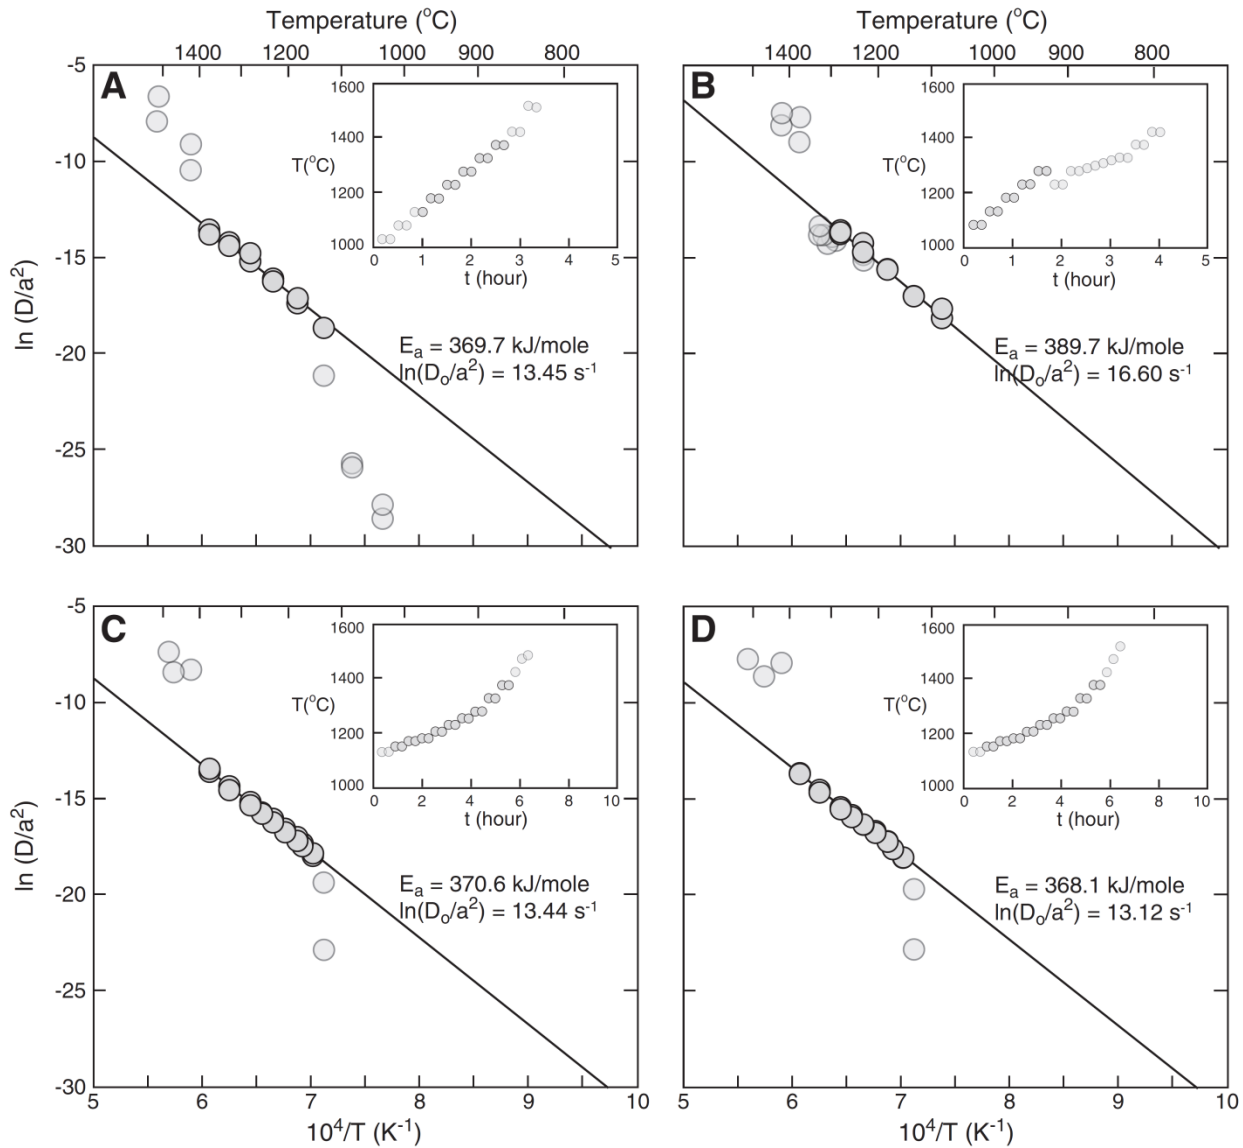 Temperature (°C)
1400 1200 1000 900 800
Temperature (°C)
1400 1200 1000 900 800
-5
-10
-15
-20
-25
-30
ln (D/a²)
A
1600
1400
1200
1000
T(°C)
0 1 2 3 4 5
t (hour)
Eₐ = 369.7 kJ/mole
ln(Dₒ/a²) = 13.45 s⁻¹
B
1600
1400
1200
1000
T(°C)
0 1 2 3 4 5
t (hour)
Eₐ = 389.7 kJ/mole
ln(Dₒ/a²) = 16.60 s⁻¹
-5
-10
-15
-20
-25
-30
ln (D/a²)
C
1600
1400
1200
1000
T(°C)
0 2 4 6 8 10
t (hour)
Eₐ = 370.6 kJ/mole
ln(Dₒ/a²) = 13.44 s⁻¹
5 6 7 8 9 10
10⁴/T (K⁻¹)
D
1600
1400
1200
1000
T(°C)
0 2 4 6 8 10
t (hour)
Eₐ = 368.1 kJ/mole
ln(Dₒ/a²) = 13.12 s⁻¹
5 6 7 8 9 10
10⁴/T (K⁻¹)